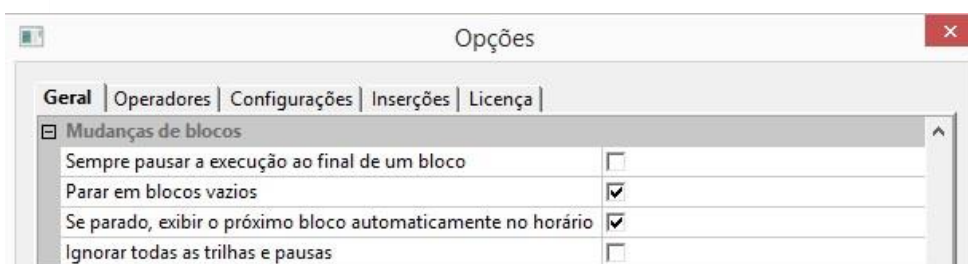 Opções
Geral Operadores Configurações Inserções Licença
Mudanças de blocos
Sempre pausar a execução ao final de um bloco
Parar em blocos vazios
Se parado, exibir o próximo bloco automaticamente no horário
Ignorar todas as trilhas e pausas